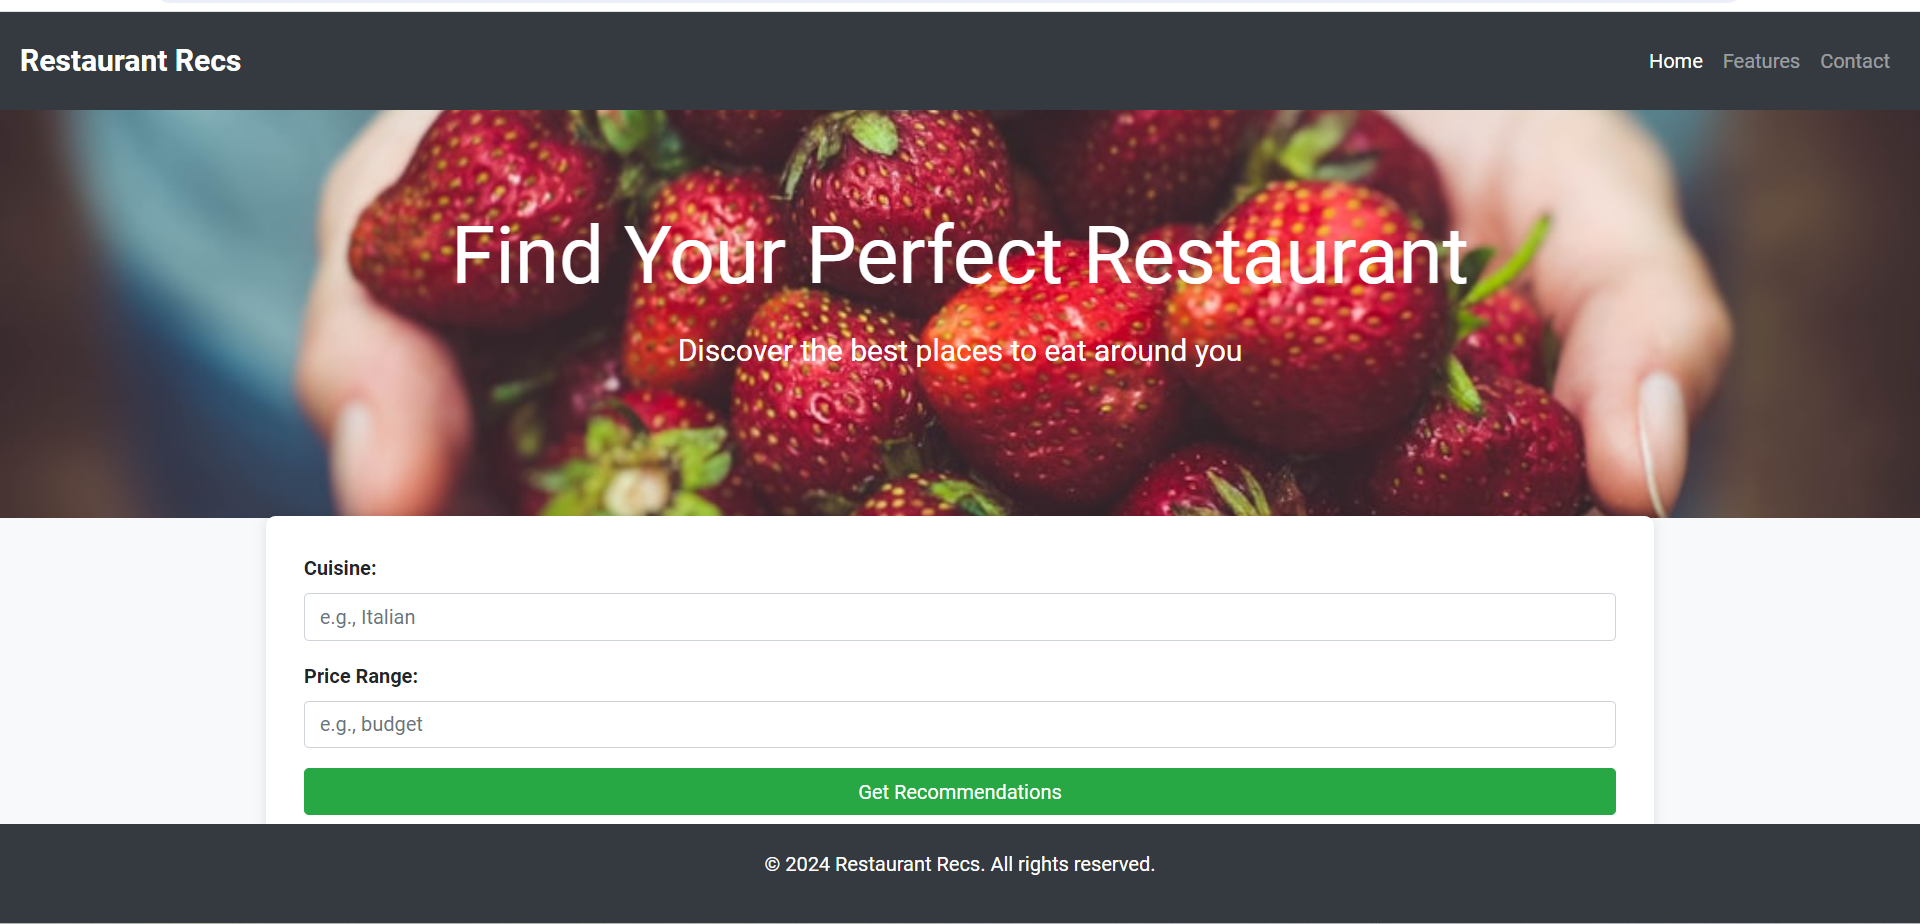 Restaurant Recs
Home Features Contact
Find Your Perfect Restaurant
Discover the best places to eat around you
Cuisine:
e.g., Italian
Price Range:
e.g., budget
Get Recommendations
© 2024 Restaurant Recs. All rights reserved.